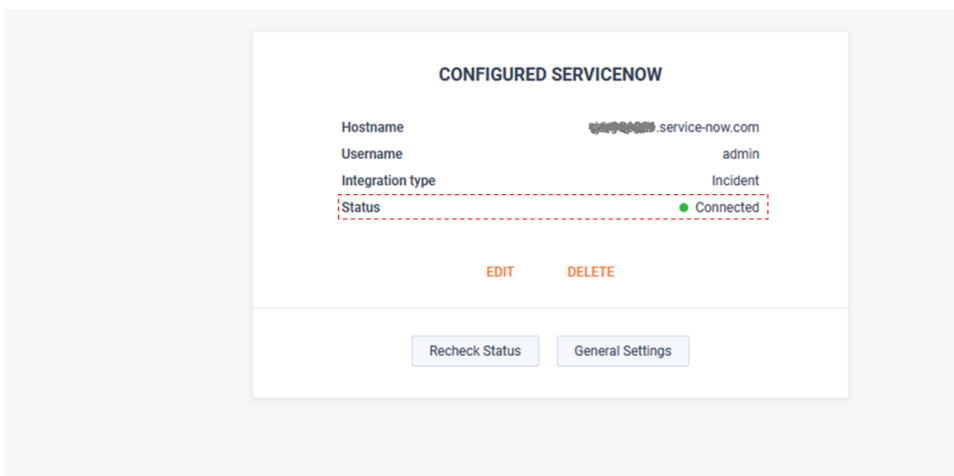 CONFIGURED SERVICENOW
Hostname .service-now.com
Username admin
Integration type Incident
Status Connected
EDIT DELETE
Recheck Status General Settings